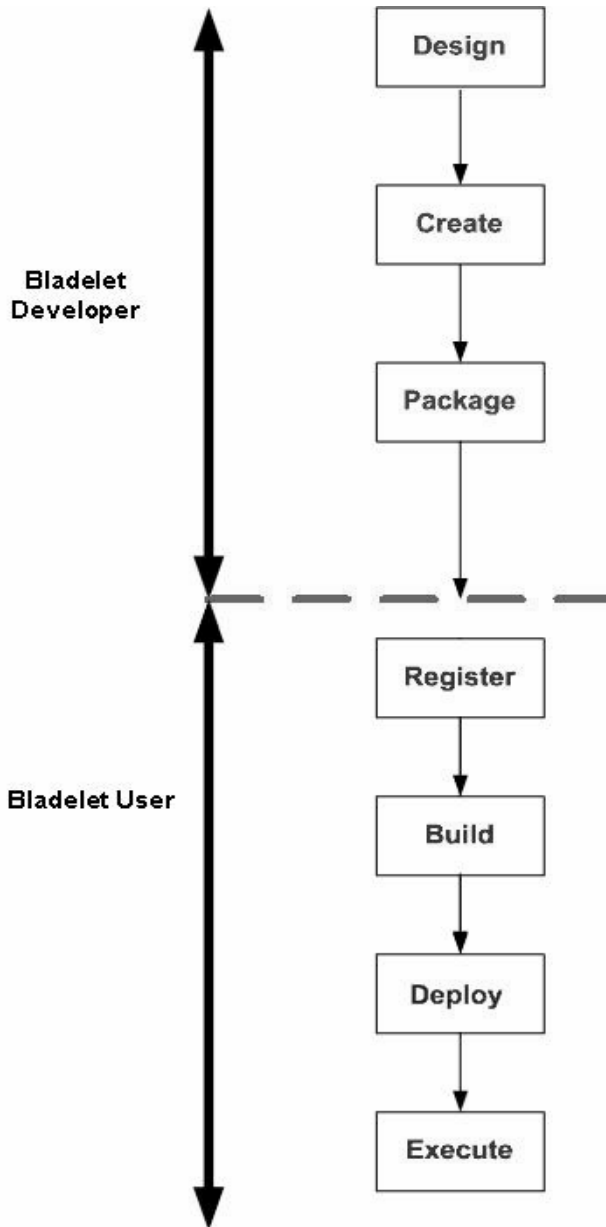 Design
Create
Bladelet
Developer
Package
Register
Bladelet User
Build
Deploy
Execute